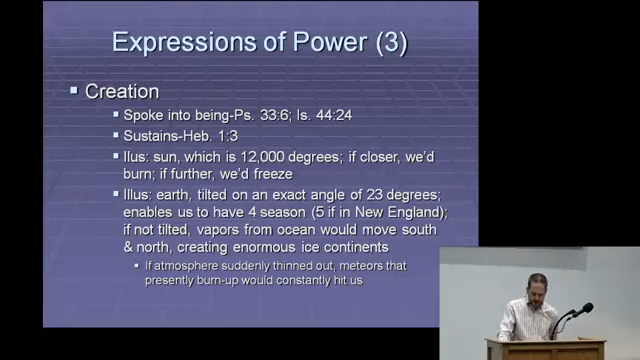 Expressions of Power (3)
Creation
Spoke into being-Ps. 33:6; Is. 44:24
Sustains-Heb. 1:3
Ilus: sun, which is 12,000 degrees; if closer, we'd
burn; if further, we'd freeze
Illus: earth, tilted on an exact angle of 23 degrees;
enables us to have 4 season (5 if in New England);
if not tilted, vapors from ocean would move south
& north, creating enormous ice continents
If atmosphere suddenly thinned out, meteors that
presently burn-up would constantly hit us